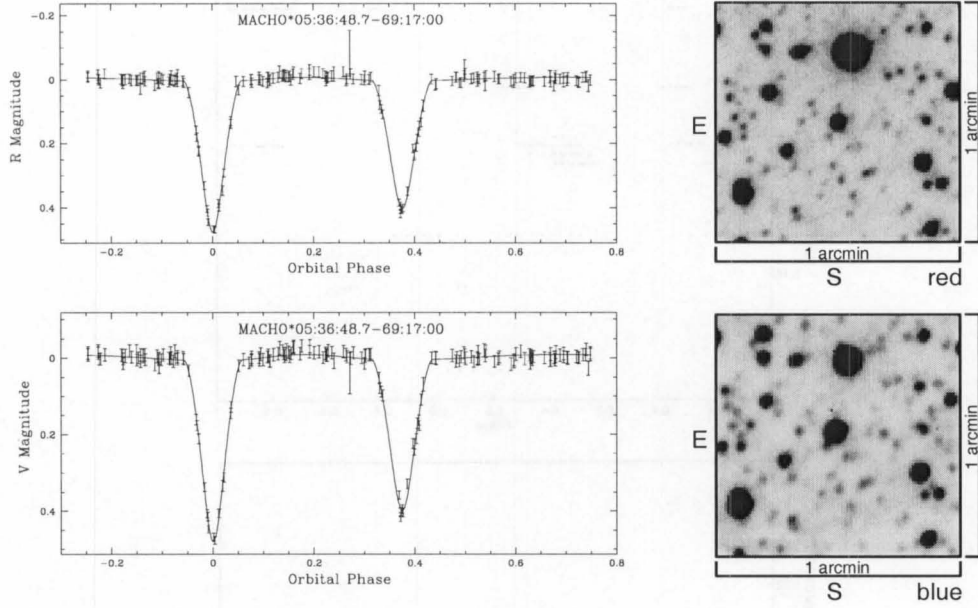 MACHO*05:36:48.7−69:17:00
R Magnitude
−0.2
0
0.2
0.4
−0.2
0
0.2
0.4
0.6
0.8
Orbital Phase
E
1 arcmin
1 arcmin
S
red
MACHO*05:36:48.7−69:17:00
V Magnitude
0
0.2
0.4
−0.2
0
0.2
0.4
0.6
0.8
Orbital Phase
E
1 arcmin
1 arcmin
S
blue